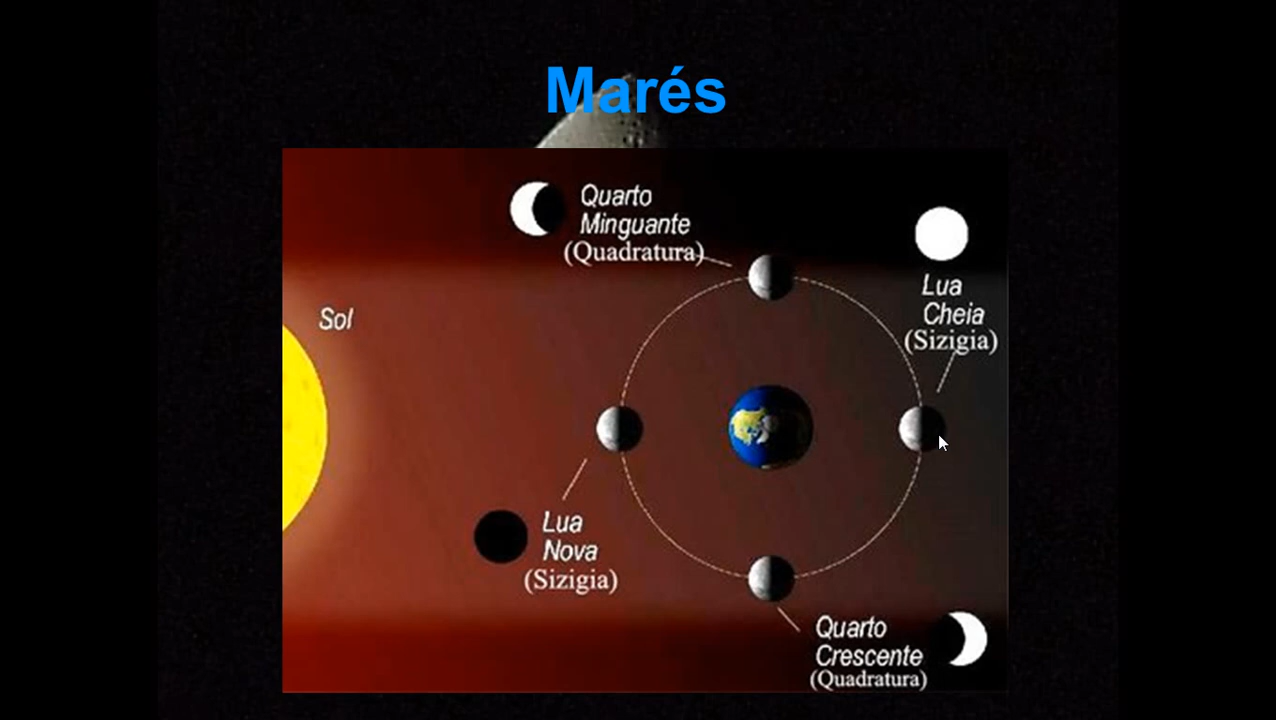 Marés
Quarto
Minguante
(Quadratura)
Lua
Cheia
(Sizigia)
Sol
Lua
Nova
(Sizigia)
Quarto
Crescente
(Quadratura)